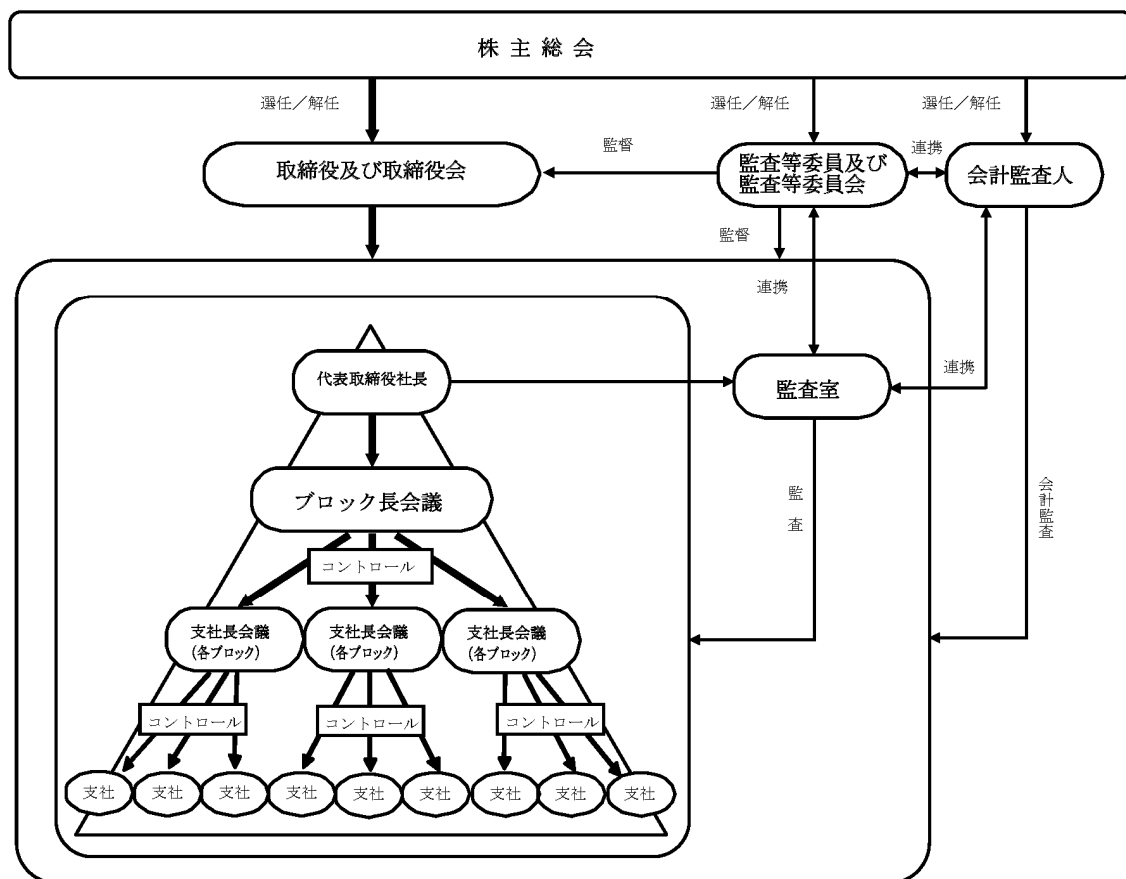 株 主 総 会
選任／解任
選任／解任
選任／解任
取締役及び取締役会
監督
監査等委員及び
監査等委員会
連携
会計監査人
監督
連携
代表取締役社長
監査室
連携
ブロック長会議
監査
会計監査
コントロール
支社長会議
(各ブロック)
支社長会議
(各ブロック)
支社長会議
(各ブロック)
コントロール
コントロール
コントロール
支社
支社
支社
支社
支社
支社
支社
支社
支社